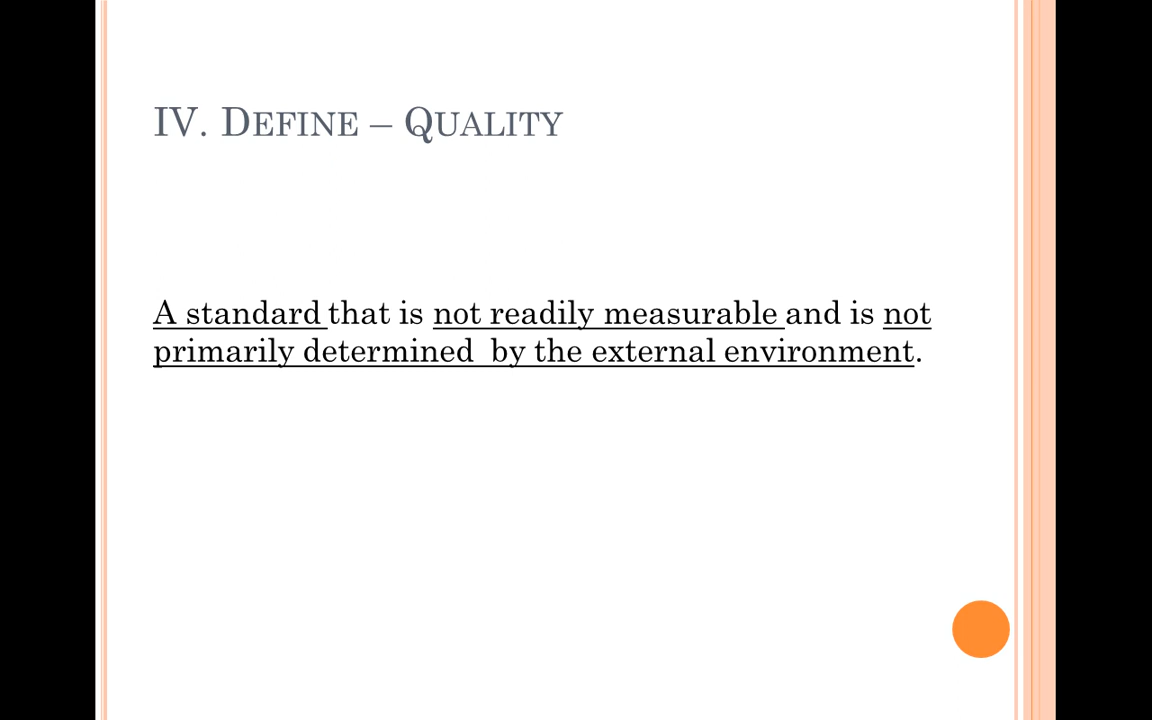 IV. DEFINE – QUALITY
A standard that is not readily measurable and is not
primarily determined  by the external environment.